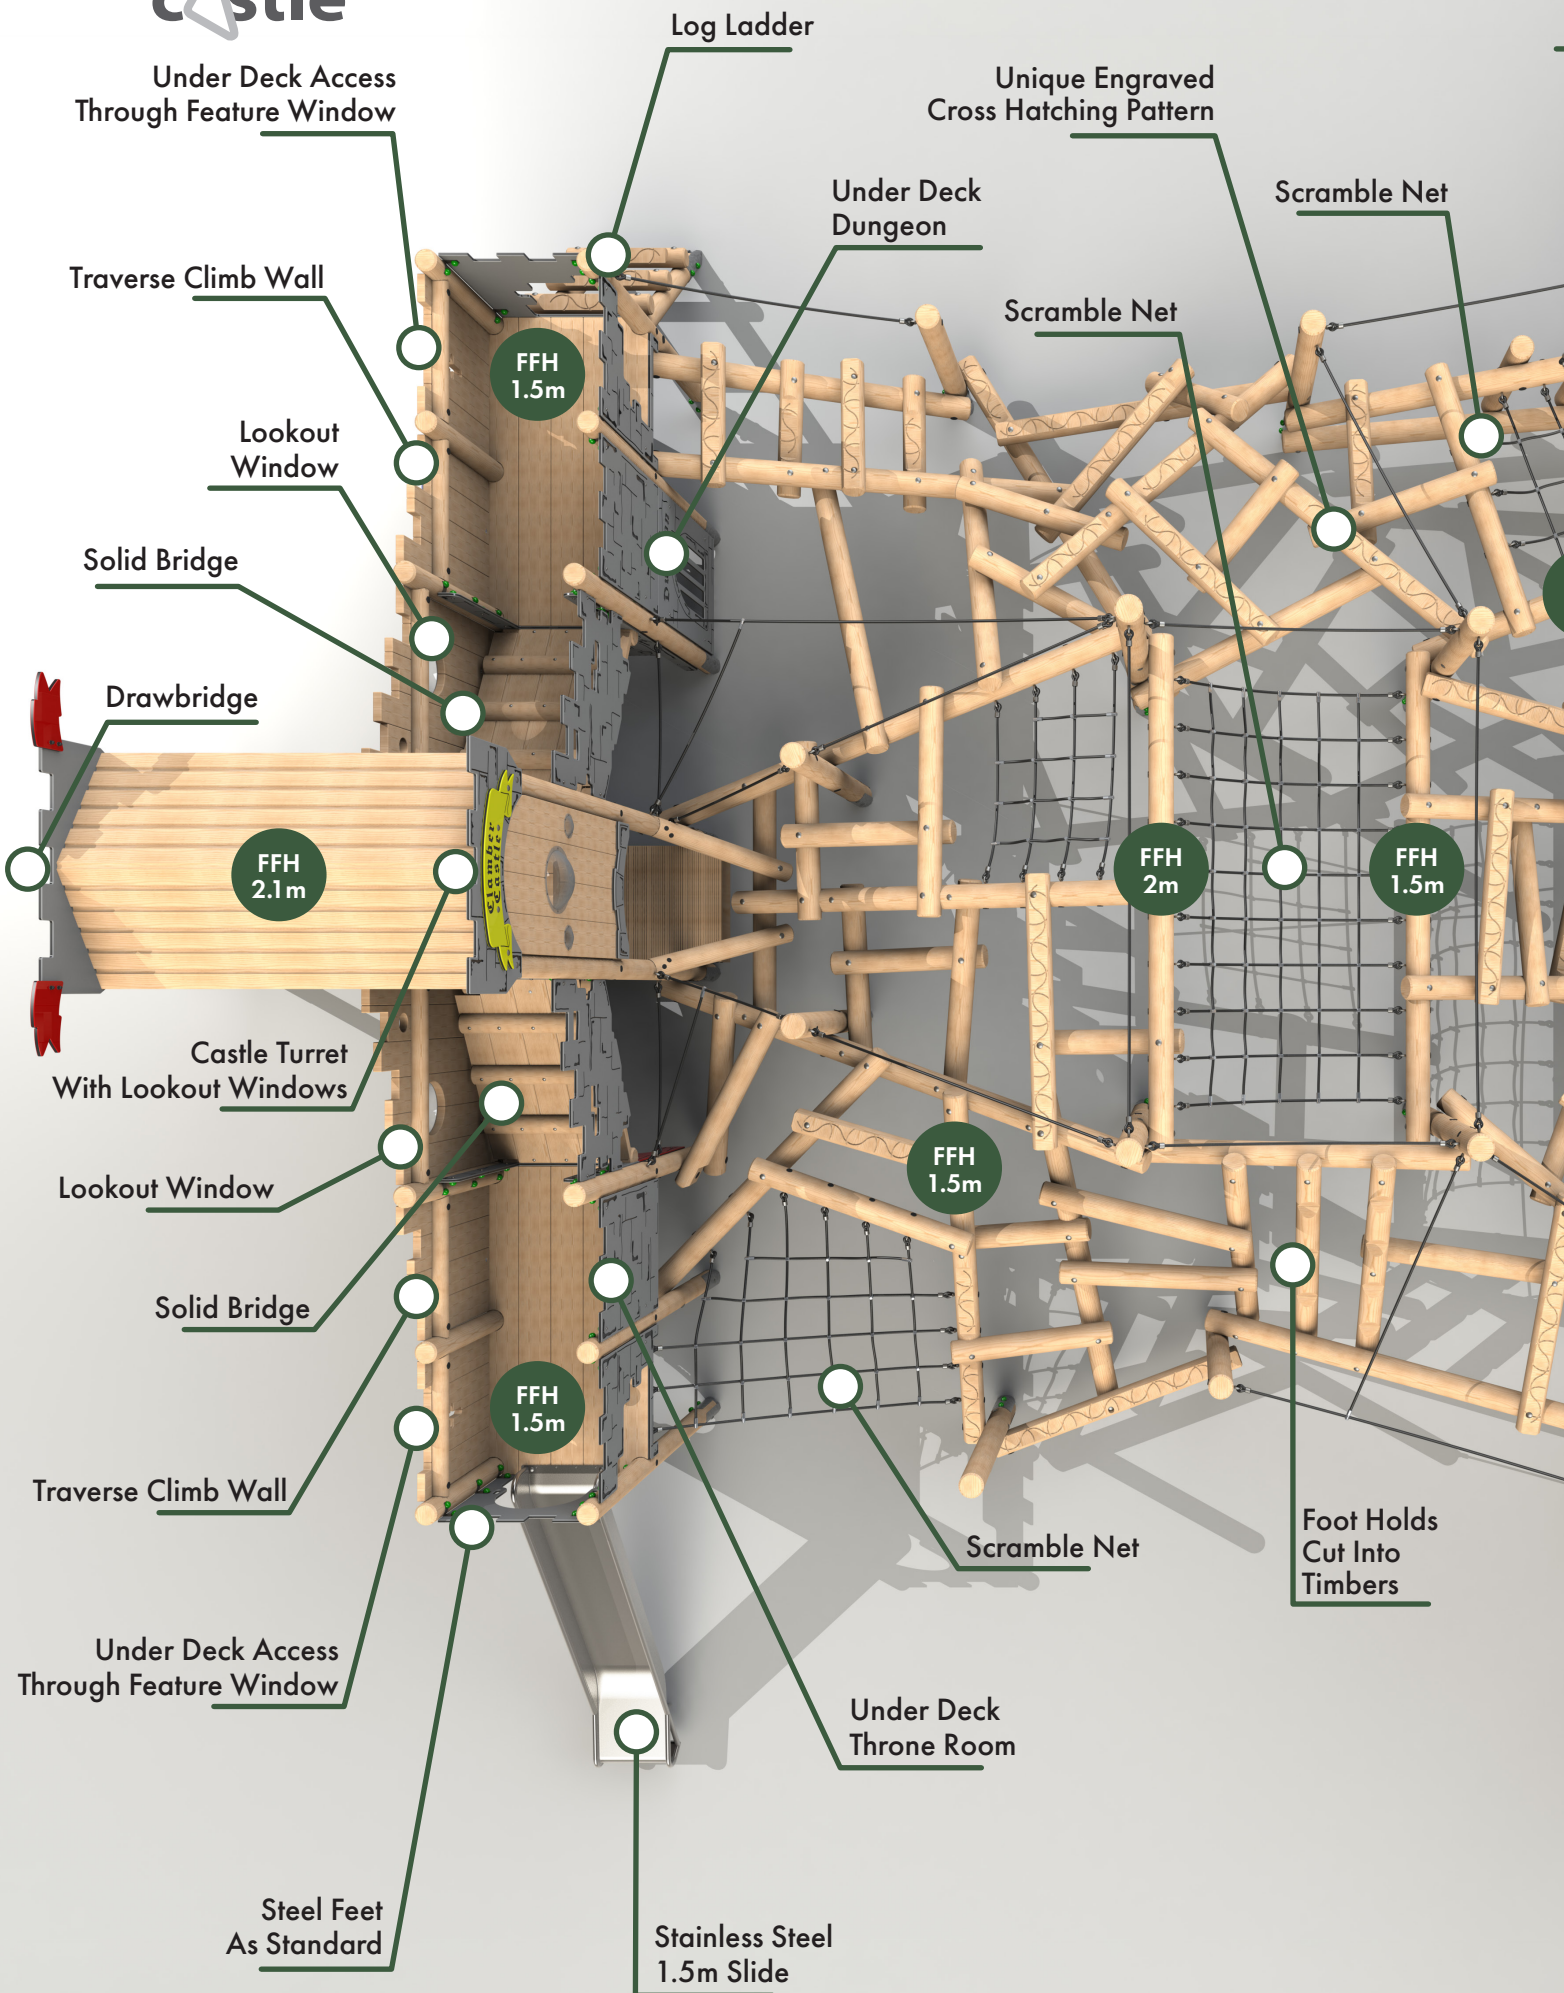 castle
Log Ladder
Under Deck Access
Through Feature Window
Unique Engraved
Cross Hatching Pattern
Under Deck
Dungeon
Scramble Net
Traverse Climb Wall
Scramble Net
FFH
1.5m
Lookout
Window
Solid Bridge
Drawbridge
FFH
2.1m
Clamber
Castle
FFH
2m
FFH
1.5m
Castle Turret
With Lookout Windows
FFH
1.5m
Lookout Window
Solid Bridge
FFH
1.5m
Traverse Climb Wall
Scramble Net
Foot Holds
Cut Into
Timbers
Under Deck Access
Through Feature Window
Under Deck
Throne Room
Steel Feet
As Standard
Stainless Steel
1.5m Slide